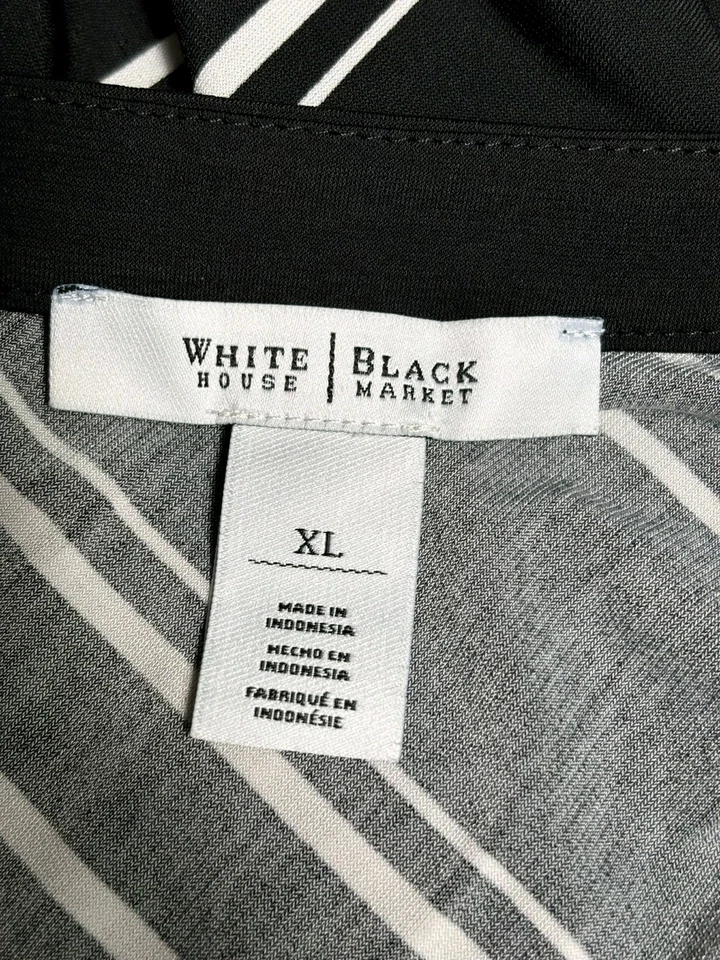 WHITE HOUSE | BLACK MARKET
XL
MADE IN
INDONESIA
HECHO EN
INDONESIA
FABRIQUÉ EN
INDONÉSIE